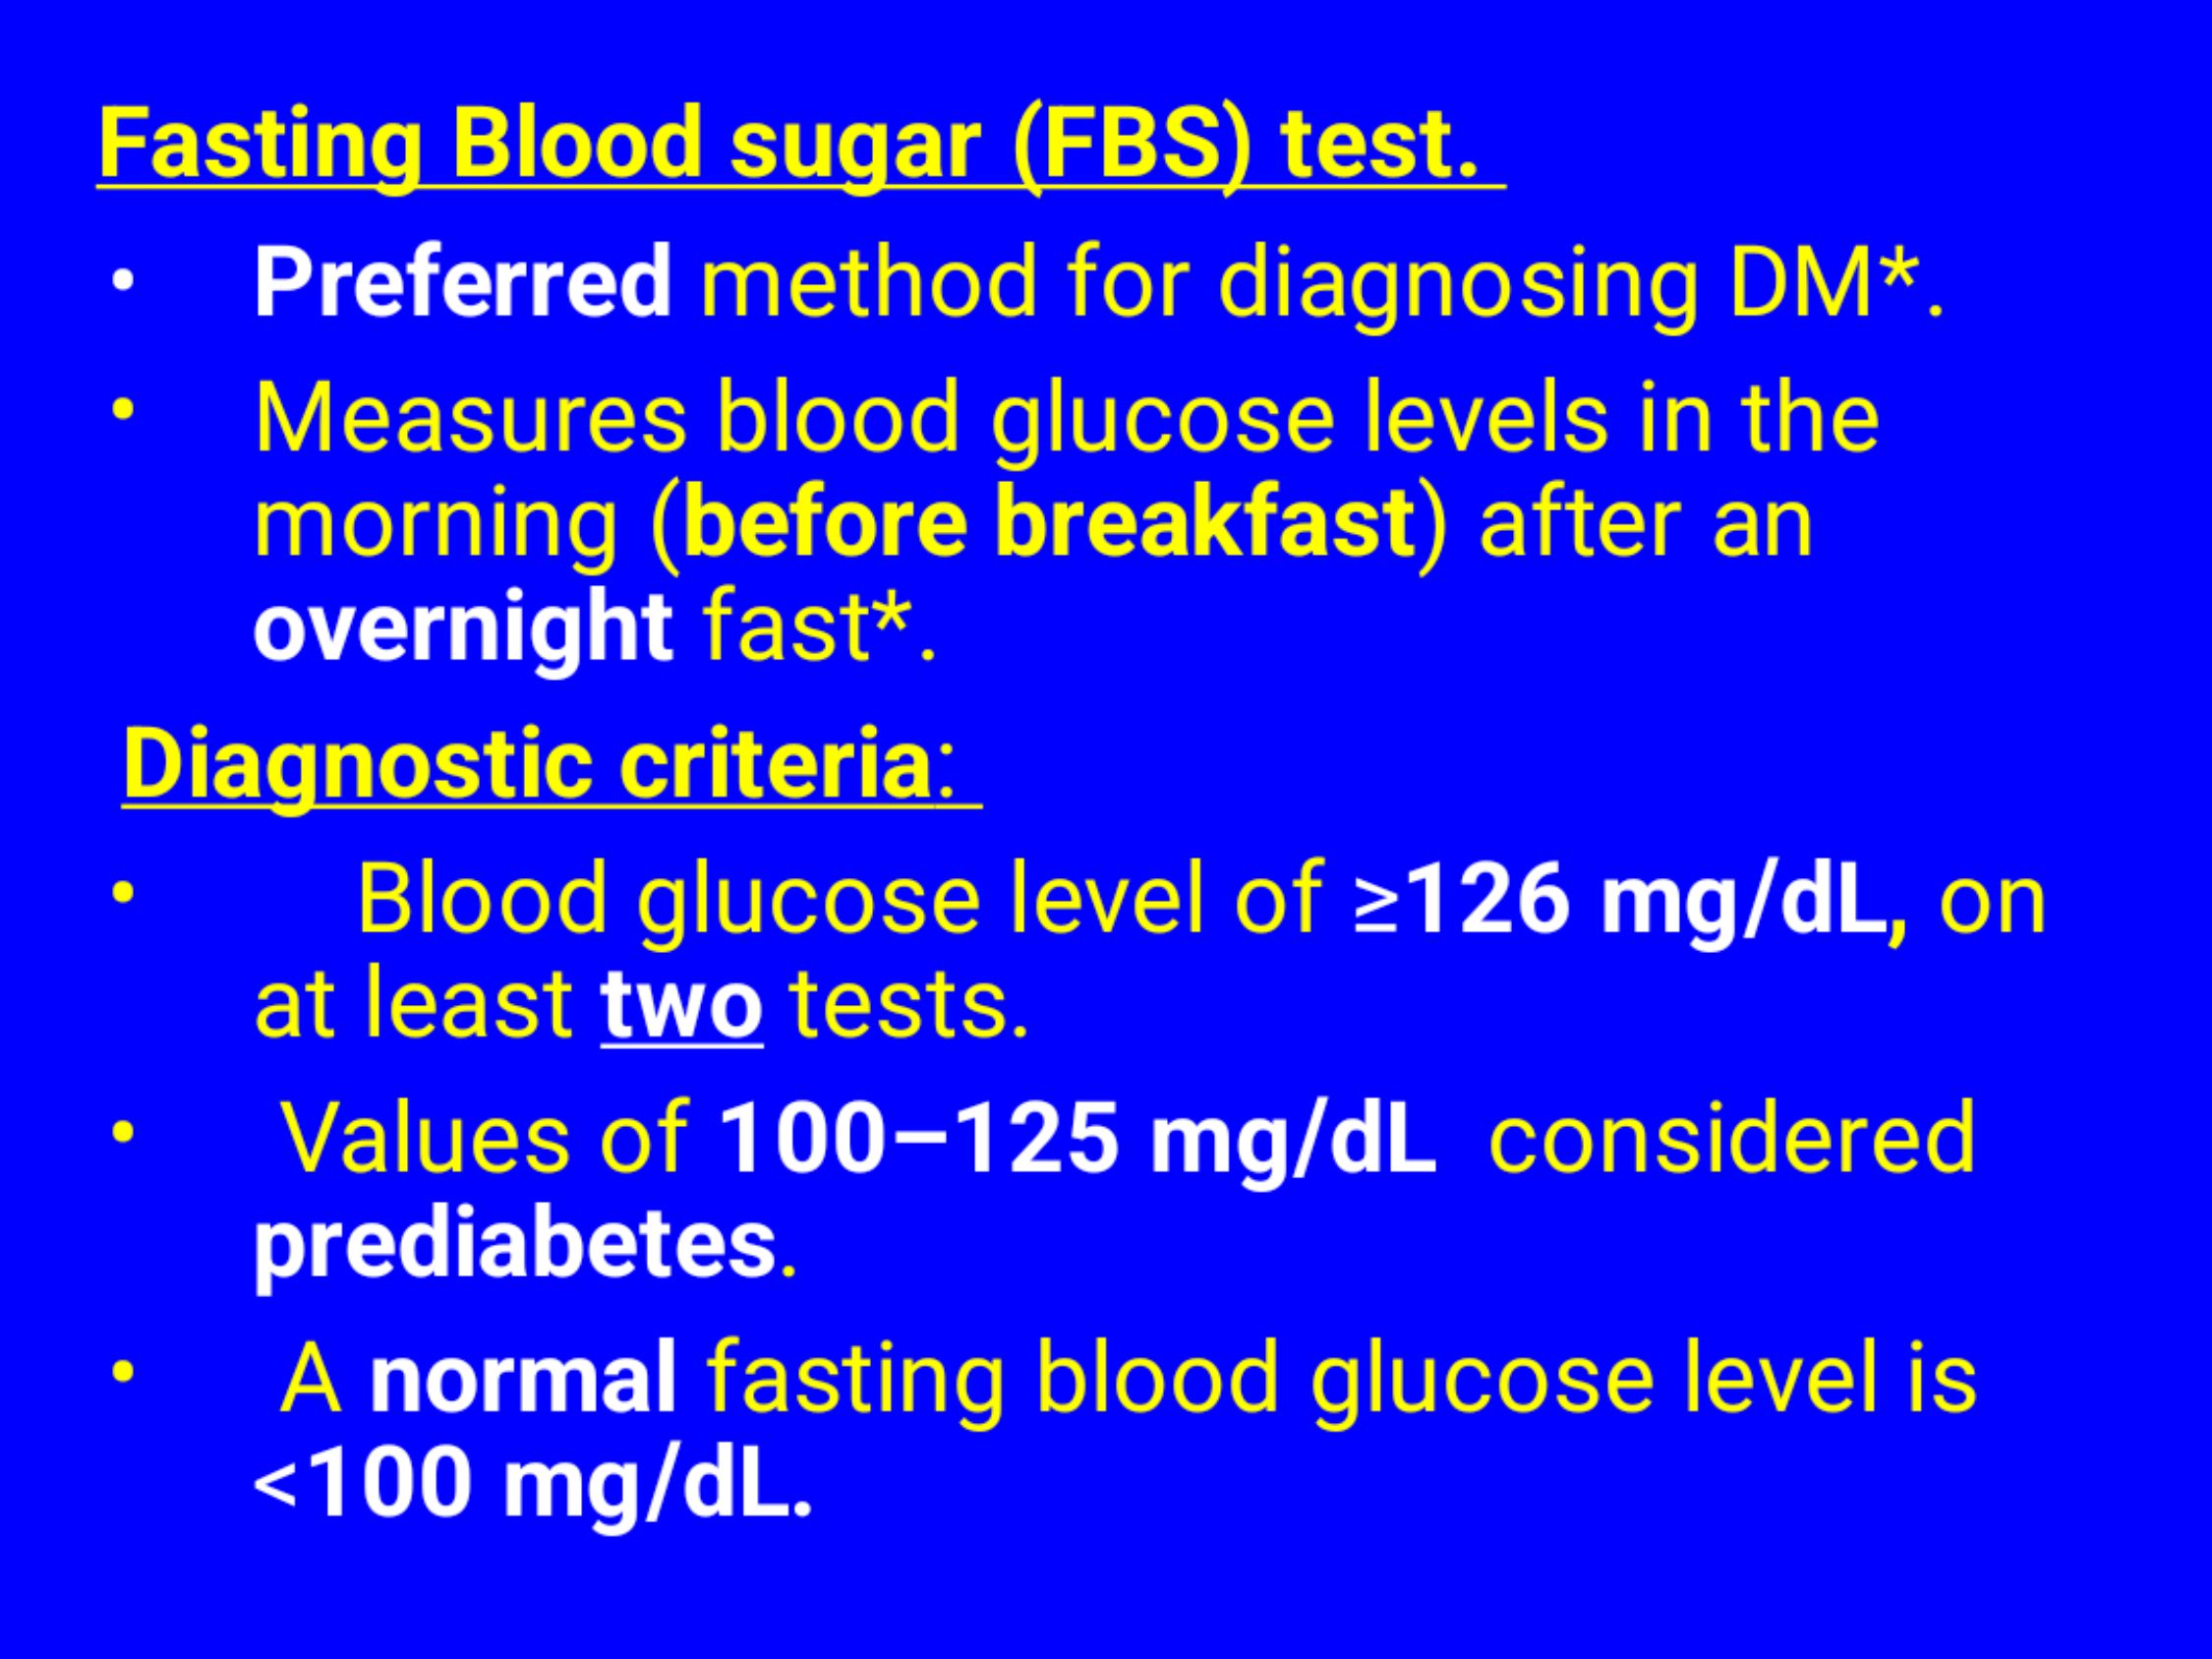 Fasting Blood sugar (FBS) test.
• Preferred method for diagnosing DM*.
• Measures blood glucose levels in the
morning (before breakfast) after an
overnight fast*.
Diagnostic criteria:
• Blood glucose level of ≥126 mg/dL, on
at least two tests.
• Values of 100–125 mg/dL considered
prediabetes.
• A normal fasting blood glucose level is
<100 mg/dL.